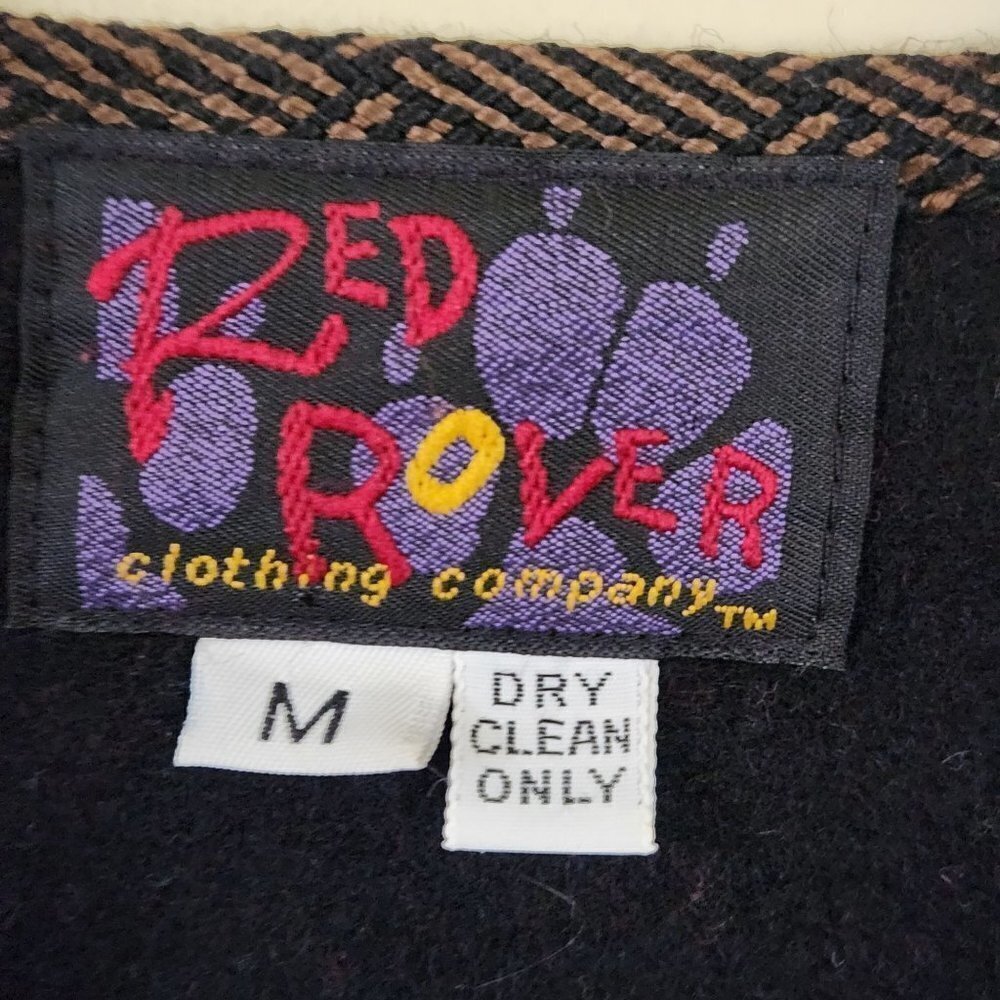 RED
ROVER
clothing company™
M
DRY
CLEAN
ONLY